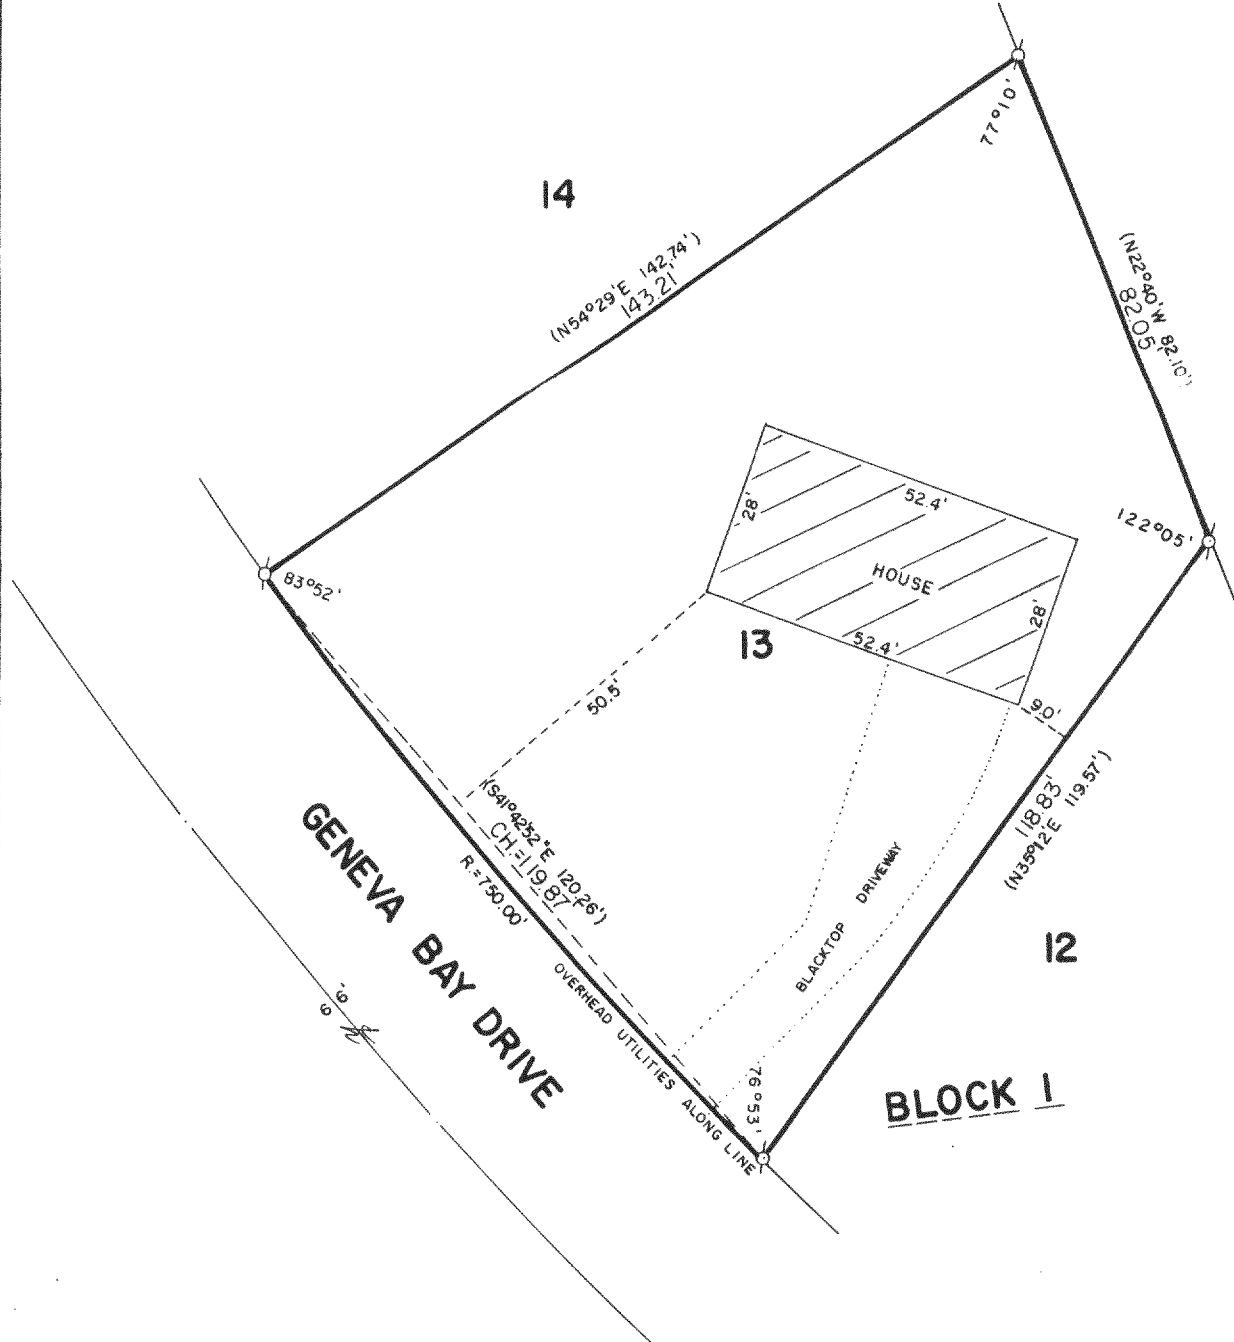 77°10'
14
(N54°29'E 142.74')
143.21'
(N22°40'W 82.10')
82.05'
122°05'
52.4'
28'
HOUSE
28'
52.4'
83°52'
13
50.5'
9.0'
(S41°42'52"E 120.26')
CH.=119.87'
R.=750.00'
118.83'
(N35°12'E 119.57')
BLACKTOP DRIVEWAY
12
GENEVA BAY DRIVE
66'
OVERHEAD UTILITIES ALONG LINE
76°53'
BLOCK 1